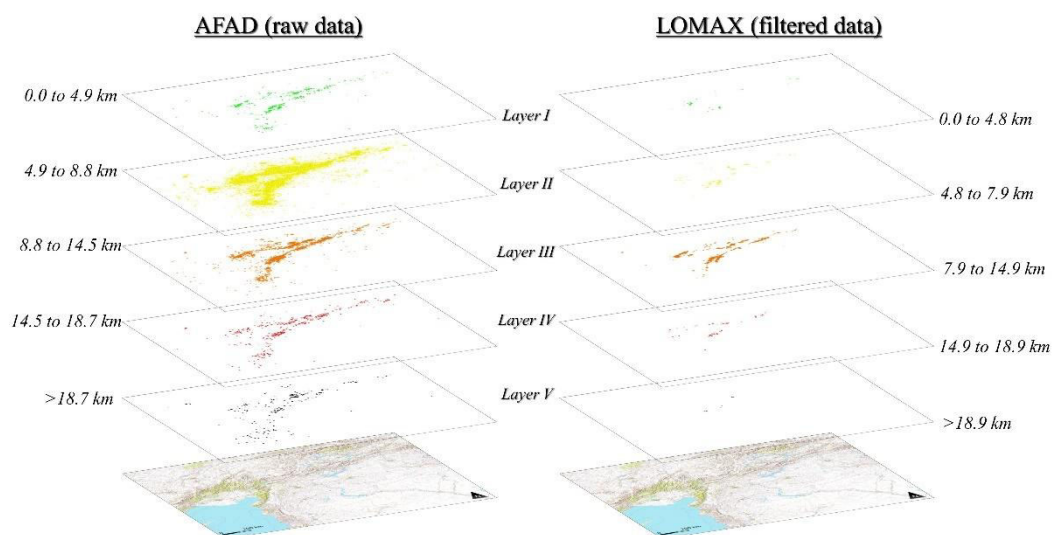 AFAD (raw data)
LOMAX (filtered data)
0.0 to 4.9 km
Layer I
0.0 to 4.8 km
4.9 to 8.8 km
Layer II
4.8 to 7.9 km
8.8 to 14.5 km
Layer III
7.9 to 14.9 km
14.5 to 18.7 km
Layer IV
14.9 to 18.9 km
>18.7 km
Layer V
>18.9 km